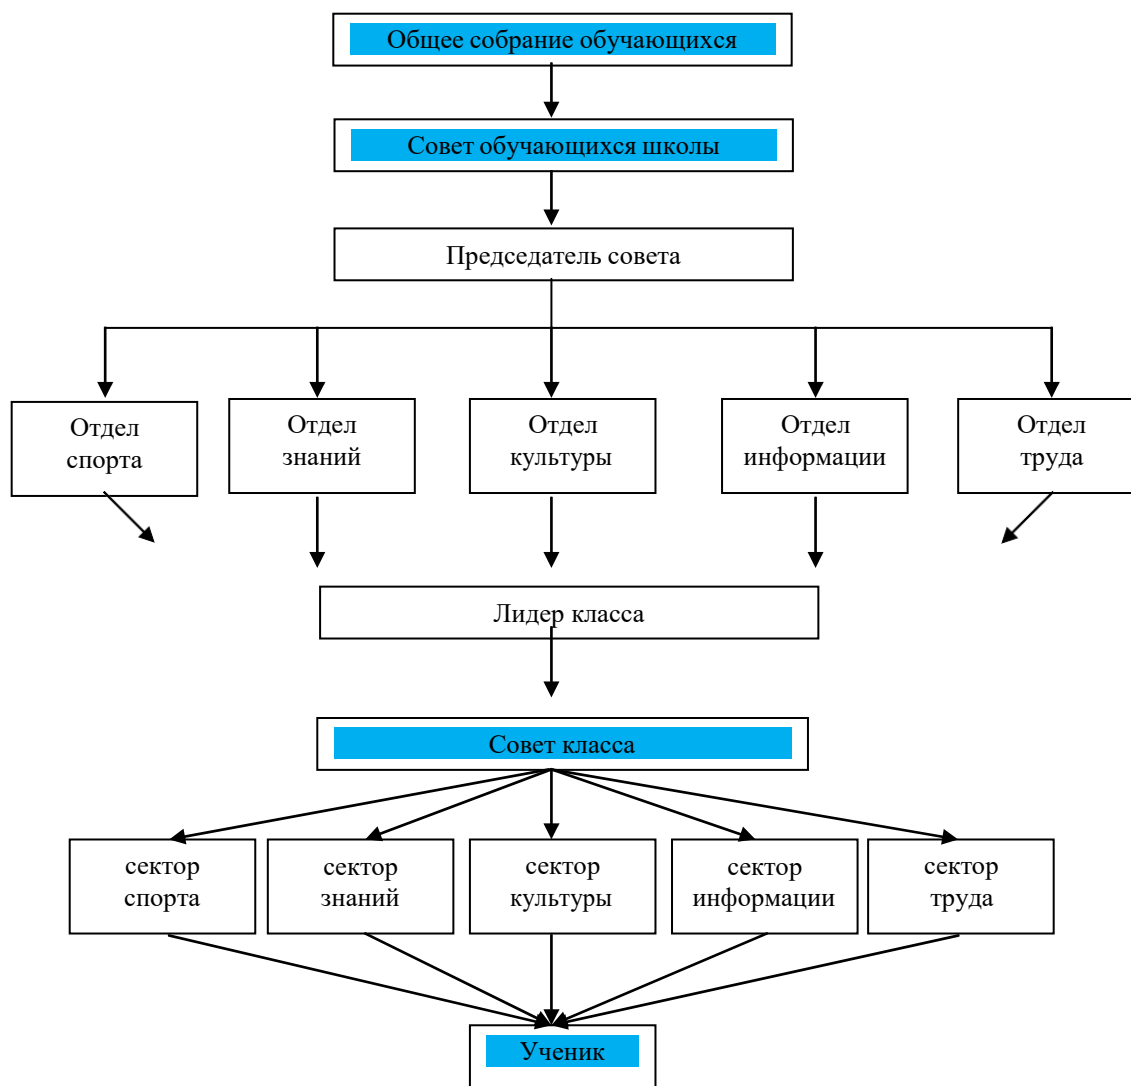 Общее собрание обучающихся
Совет обучающихся школы
Председатель совета
Отдел
спорта
Отдел
знаний
Отдел
культуры
Отдел
информации
Отдел
труда
Лидер класса
Совет класса
сектор
спорта
сектор
знаний
сектор
культуры
сектор
информации
сектор
труда
Ученик